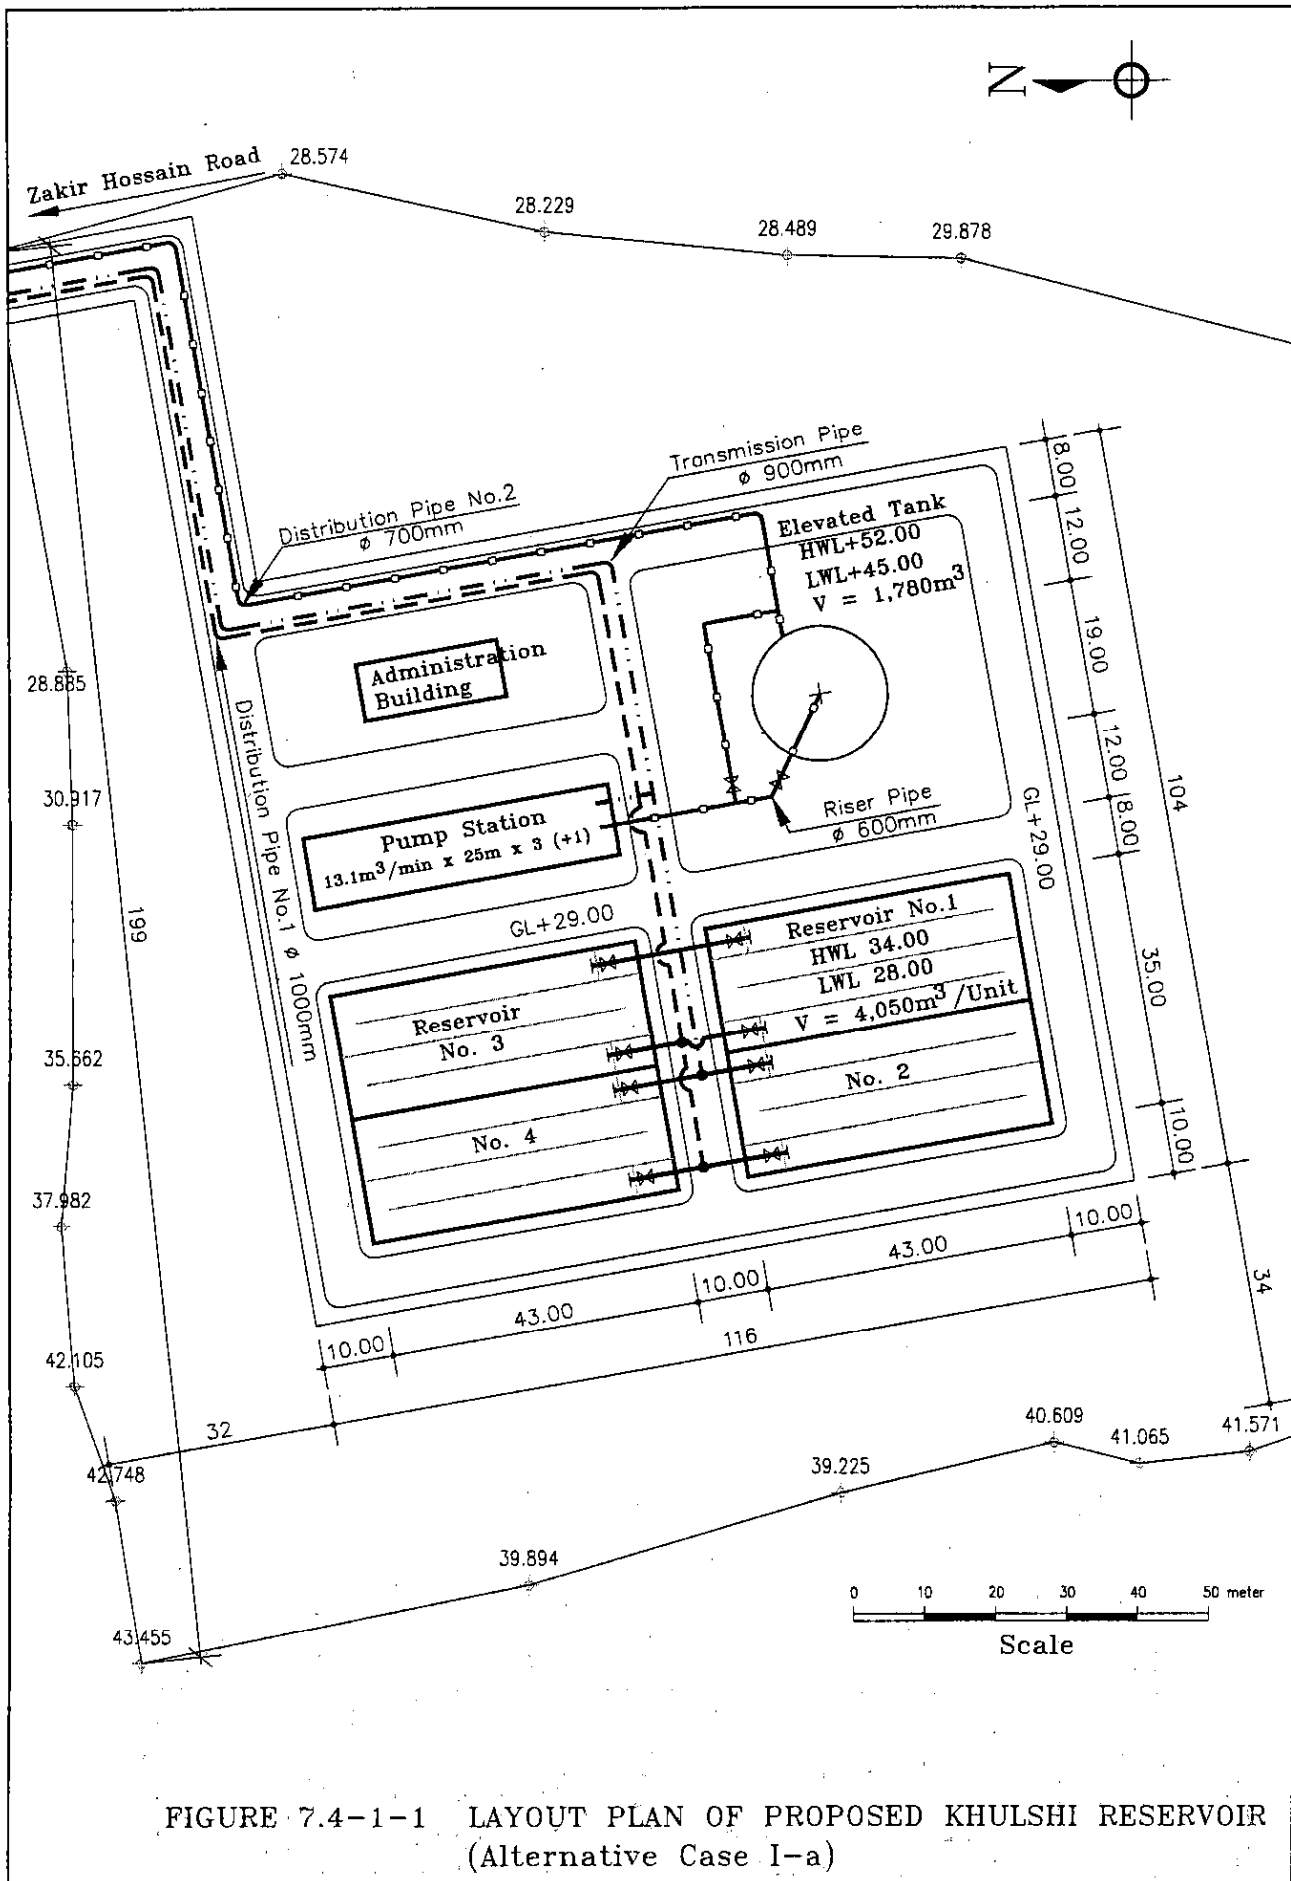 N
Zakir Hossain Road
28.574
28.229
28.489
29.878
Transmission Pipe
ø 900mm
Distribution Pipe No.2
ø 700mm
Elevated Tank
HWL+52.00
LWL+45.00
V = 1,780m³
8.00
12.00
19.00
12.00
8.00
35.00
10.00
104
34
Administration
Building
28.885
30.917
35.662
37.982
42.105
42.748
43.455
199
Distribution Pipe No.1 ø 1000mm
Pump Station
13.1m³/min x 25m x 3 (+1)
Riser Pipe
ø 600mm
GL+29.00
GL+29.00
Reservoir No.1
HWL 34.00
LWL 28.00
V = 4,050m³/Unit
No. 2
Reservoir
No. 3
No. 4
10.00
43.00
10.00
43.00
10.00
116
32
40.609
41.065
41.571
39.225
39.894
0 10 20 30 40 50 meter
Scale
FIGURE 7.4-1-1 LAYOUT PLAN OF PROPOSED KHULSHI RESERVOIR
(Alternative Case I-a)